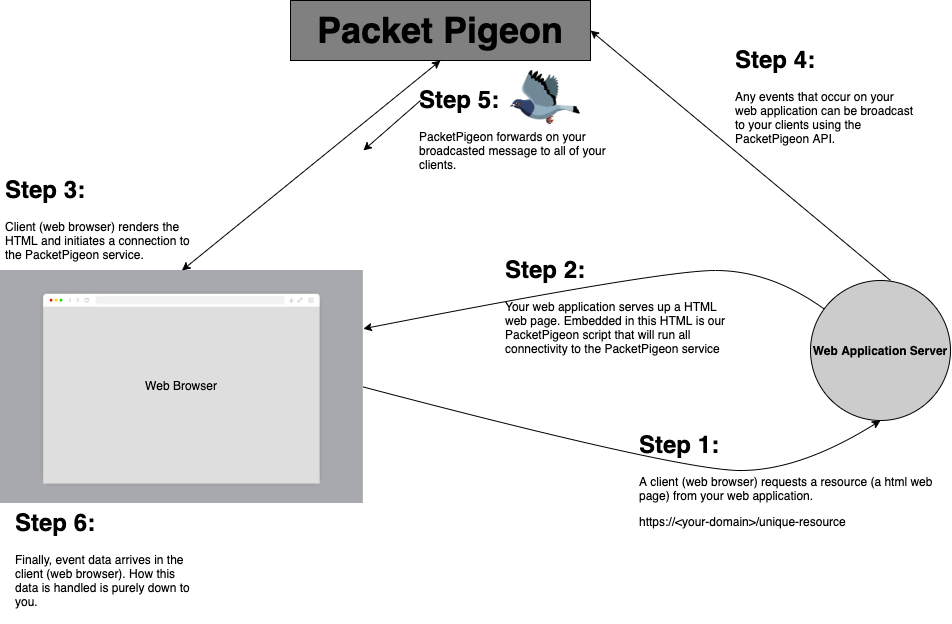 Packet Pigeon
Step 4:
Any events that occur on your
web application can be broadcast
to your clients using the
PacketPigeon API.
Step 5:
PacketPigeon forwards on your
broadcasted message to all of your
clients.
Step 3:
Client (web browser) renders the
HTML and initiates a connection to
the PacketPigeon service.
Step 2:
Your web application serves up a HTML
web page. Embedded in this HTML is our
PacketPigeon script that will run all
connectivity to the PacketPigeon service
Web Application Server
Web Browser
Step 1:
A client (web browser) requests a resource (a html web
page) from your web application.
https://<your-domain>/unique-resource
Step 6:
Finally, event data arrives in the
client (web browser). How this
data is handled is purely down to
you.